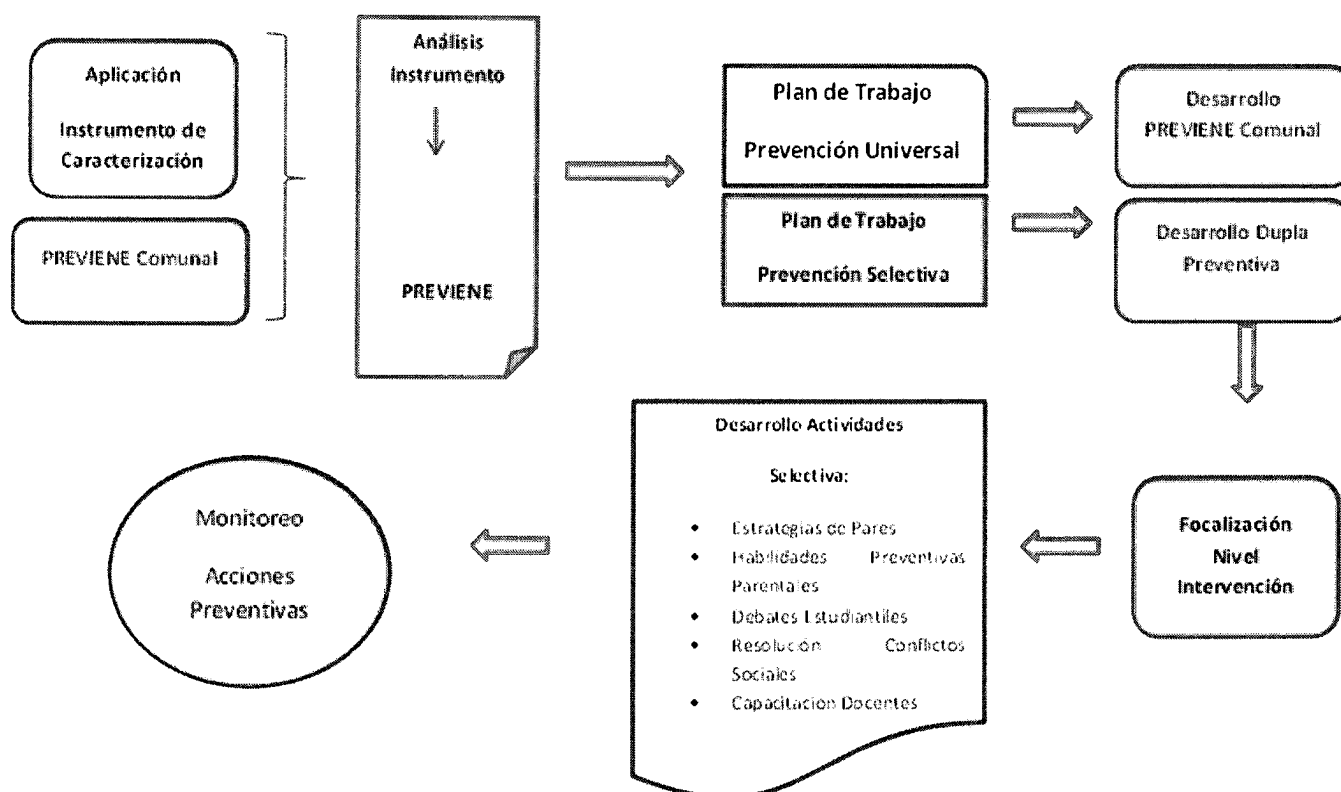 Aplicación
Instrumento de
Caracterización
PREVIENE Comunal
Análisis
Instrumento
PREVIENE
Plan de Trabajo
Prevención Universal
Plan de Trabajo
Prevención Selectiva
Desarrollo
PREVIENE Comunal
Desarrollo Dupla
Preventiva
Focalización
Nivel
Intervención
Desarrollo Actividades
Selectiva:
• Estrategias de Pares
• Habilidades Preventivas
Parentales
• Debates Estudiantiles
• Resolución Conflictos
Sociales
• Capacitacion Docentes
Monitoreo
Acciones
Preventivas